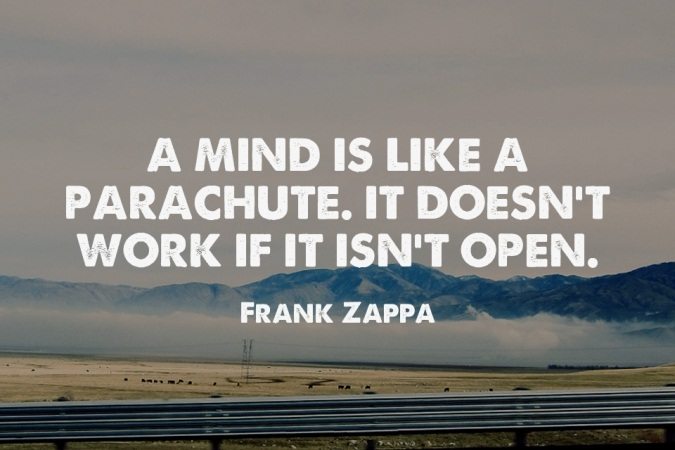 A MIND IS LIKE A
PARACHUTE. IT DOESN'T
WORK IF IT ISN'T OPEN.
FRANK ZAPPA